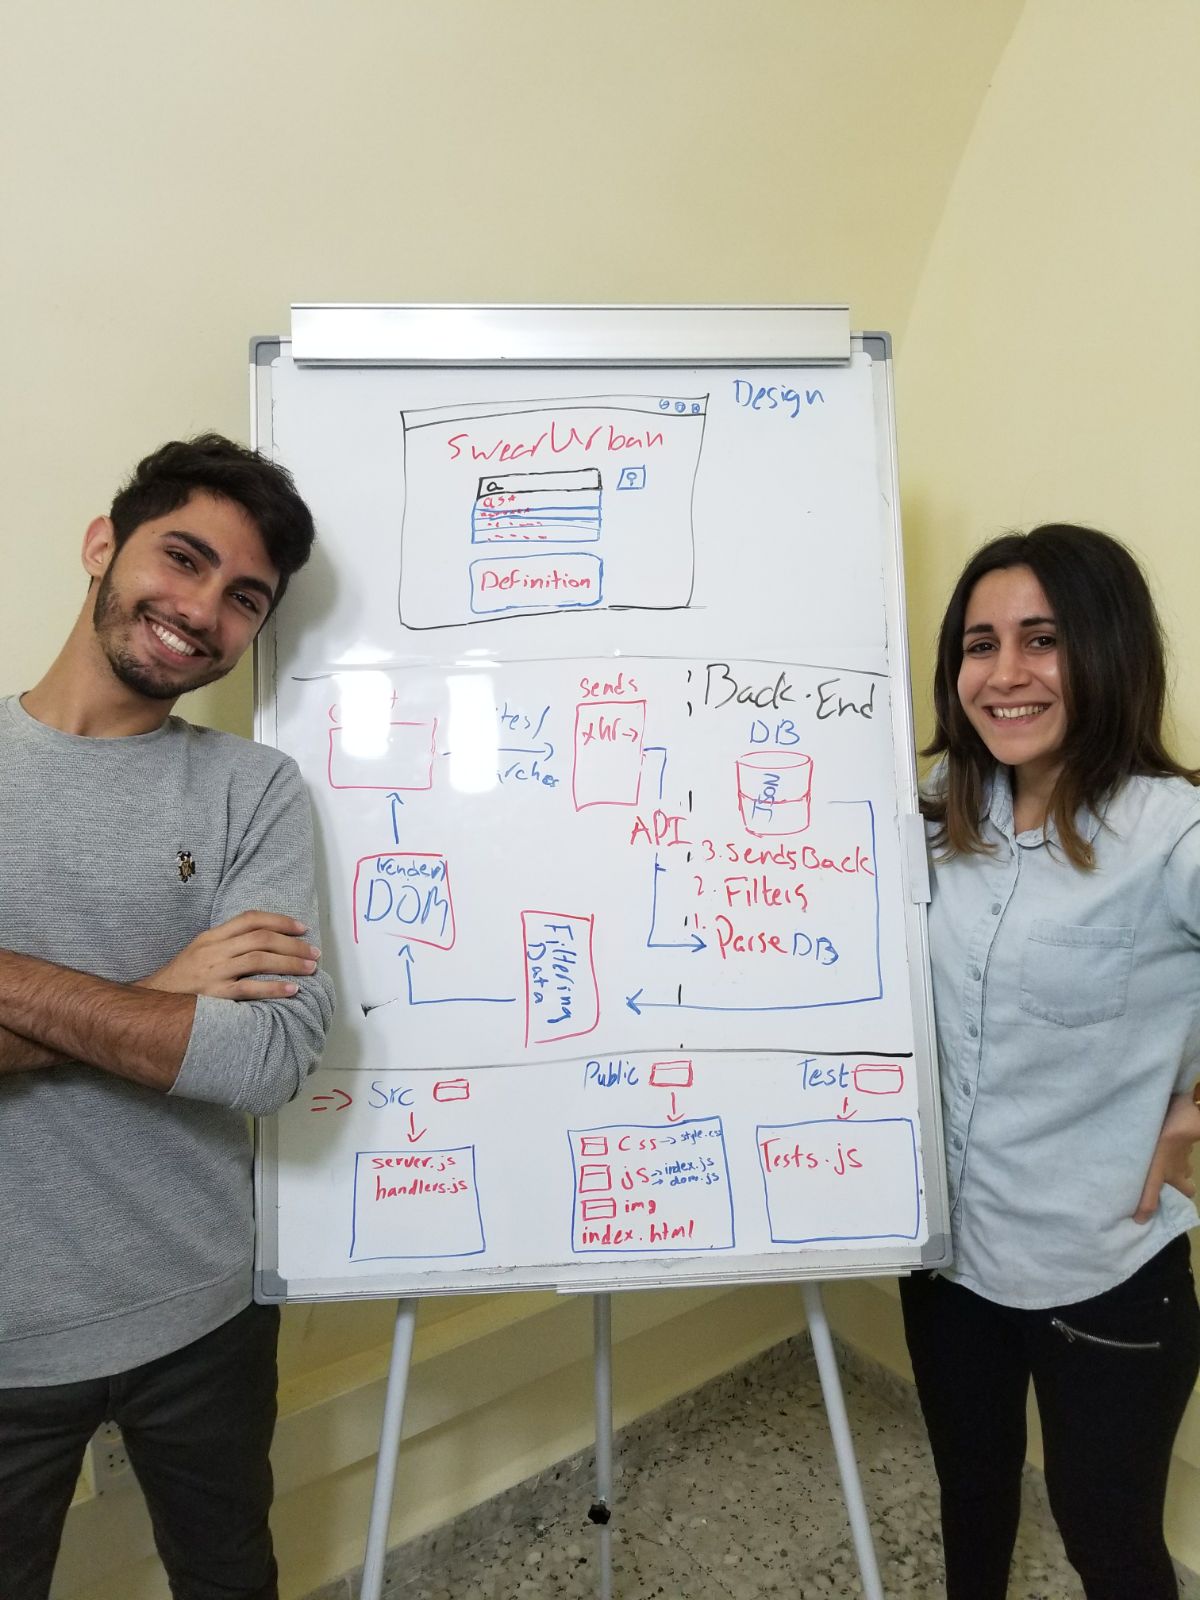 Design
SwearUrban
a
as*
Definition
sends
xhr→
Back-End
DB
JSON
API
3. sends Back
2. Filters
1. Parse DB
(render)
DOM
Filtering
Data
=> Src
server.js
handlers.js
Public
Css → style.css
js → index.js
→ dom.js
img
index.html
Test
Tests.js